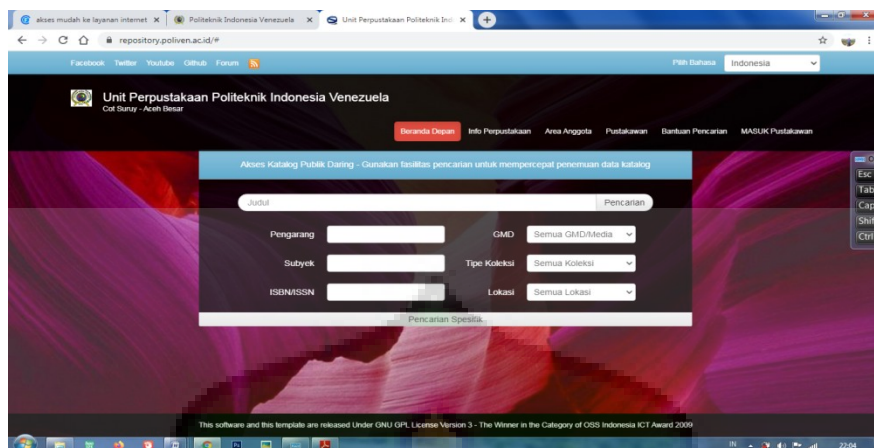 akses mudah ke layanan internet
Politeknik Indonesia Venezuela
Unit Perpustakaan Politeknik Ind
repository.poliven.ac.id/#
Facebook Twitter Youtube Github Forum
Pilih Bahasa Indonesia
Unit Perpustakaan Politeknik Indonesia Venezuela
Cot Suruy - Aceh Besar
Beranda Depan Info Perpustakaan Area Anggota Pustakawan Bantuan Pencarian MASUK Pustakawan
Akses Katalog Publik Daring - Gunakan fasilitas pencarian untuk mempercepat penemuan data katalog
Judul Pencarian
Pengarang GMD Semua GMD/Media
Subyek Tipe Koleksi Semua Koleksi
ISBN/ISSN Lokasi Semua Lokasi
Pencarian Spesifik
Esc
Tab
Cap
Shif
Ctrl
This software and this template are released Under GNU GPL License Version 3 - The Winner in the Category of OSS Indonesia ICT Award 2009
IN 22:04